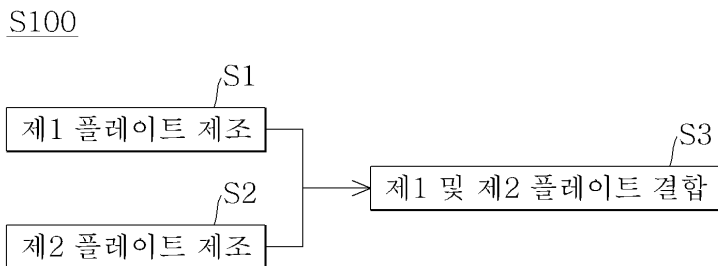 S100
S1
제1 플레이트 제조
S3
제1 및 제2 플레이트 결합
S2
제2 플레이트 제조